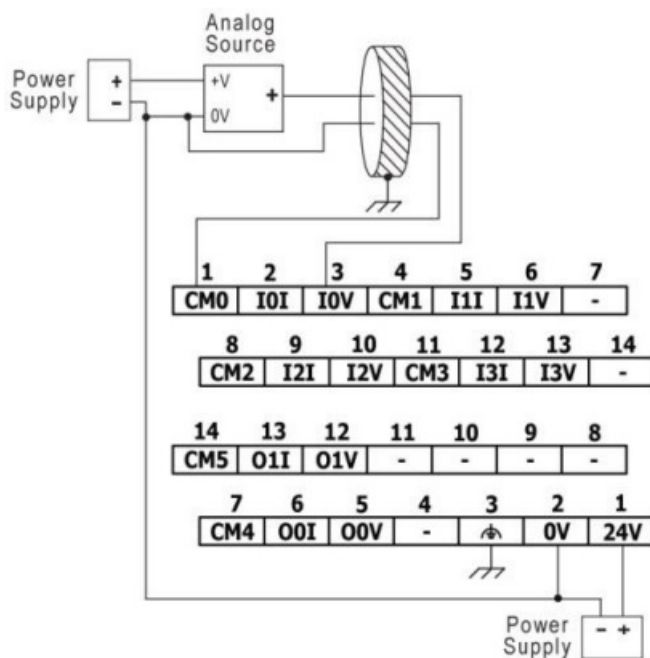 Analog
Source
Power
Supply
+
-
+V
0V
+
1 2 3 4 5 6 7
CM0 I0I I0V CM1 I1I I1V -
8 9 10 11 12 13 14
CM2 I2I I2V CM3 I3I I3V -
14 13 12 11 10 9 8
CM5 O1I O1V - - - -
7 6 5 4 3 2 1
CM4 O0I O0V - 0V 24V
Power
Supply
- +